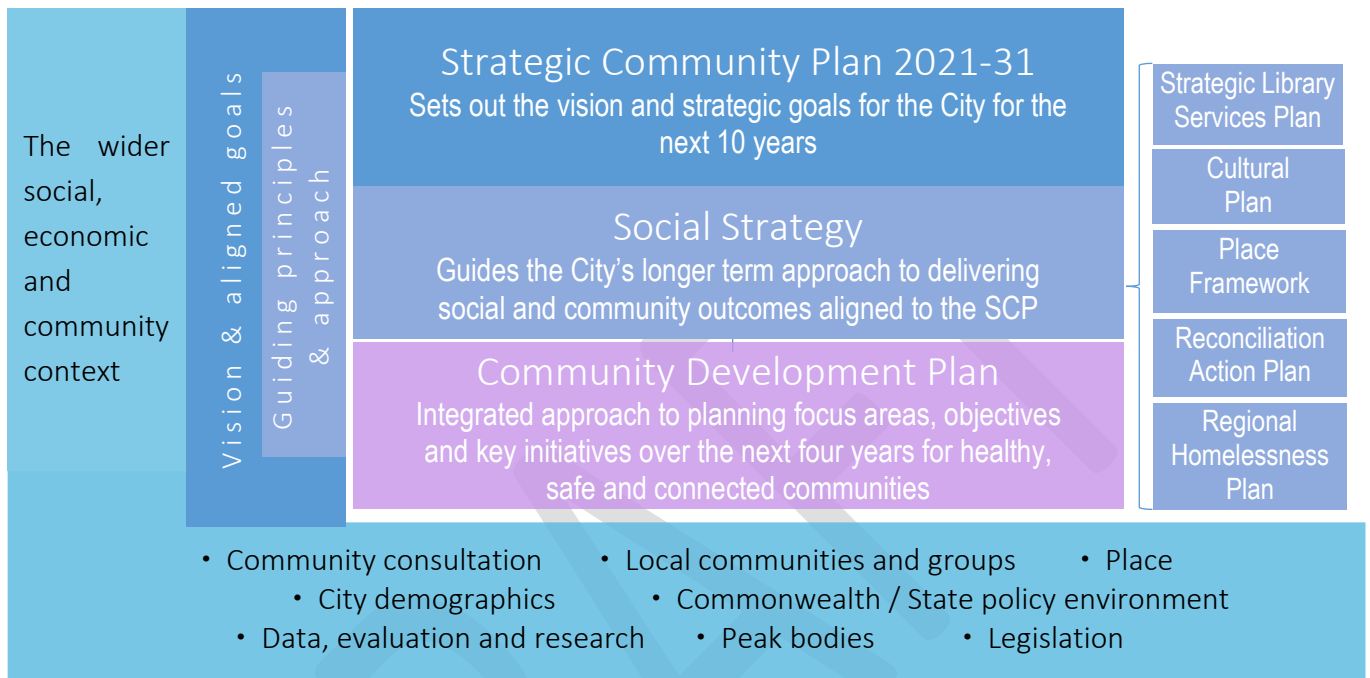 The wider
social,
economic
and
community
context
Vision & aligned goals
Guiding principles
& approach
Strategic Community Plan 2021-31
Sets out the vision and strategic goals for the City for the
next 10 years
Social Strategy
Guides the City's longer term approach to delivering
social and community outcomes aligned to the SCP
Community Development Plan
Integrated approach to planning focus areas, objectives
and key initiatives over the next four years for healthy,
safe and connected communities
Strategic Library
Services Plan
Cultural
Plan
Place
Framework
Reconciliation
Action Plan
Regional
Homelessness
Plan
• Community consultation • Local communities and groups • Place
• City demographics • Commonwealth / State policy environment
• Data, evaluation and research • Peak bodies • Legislation